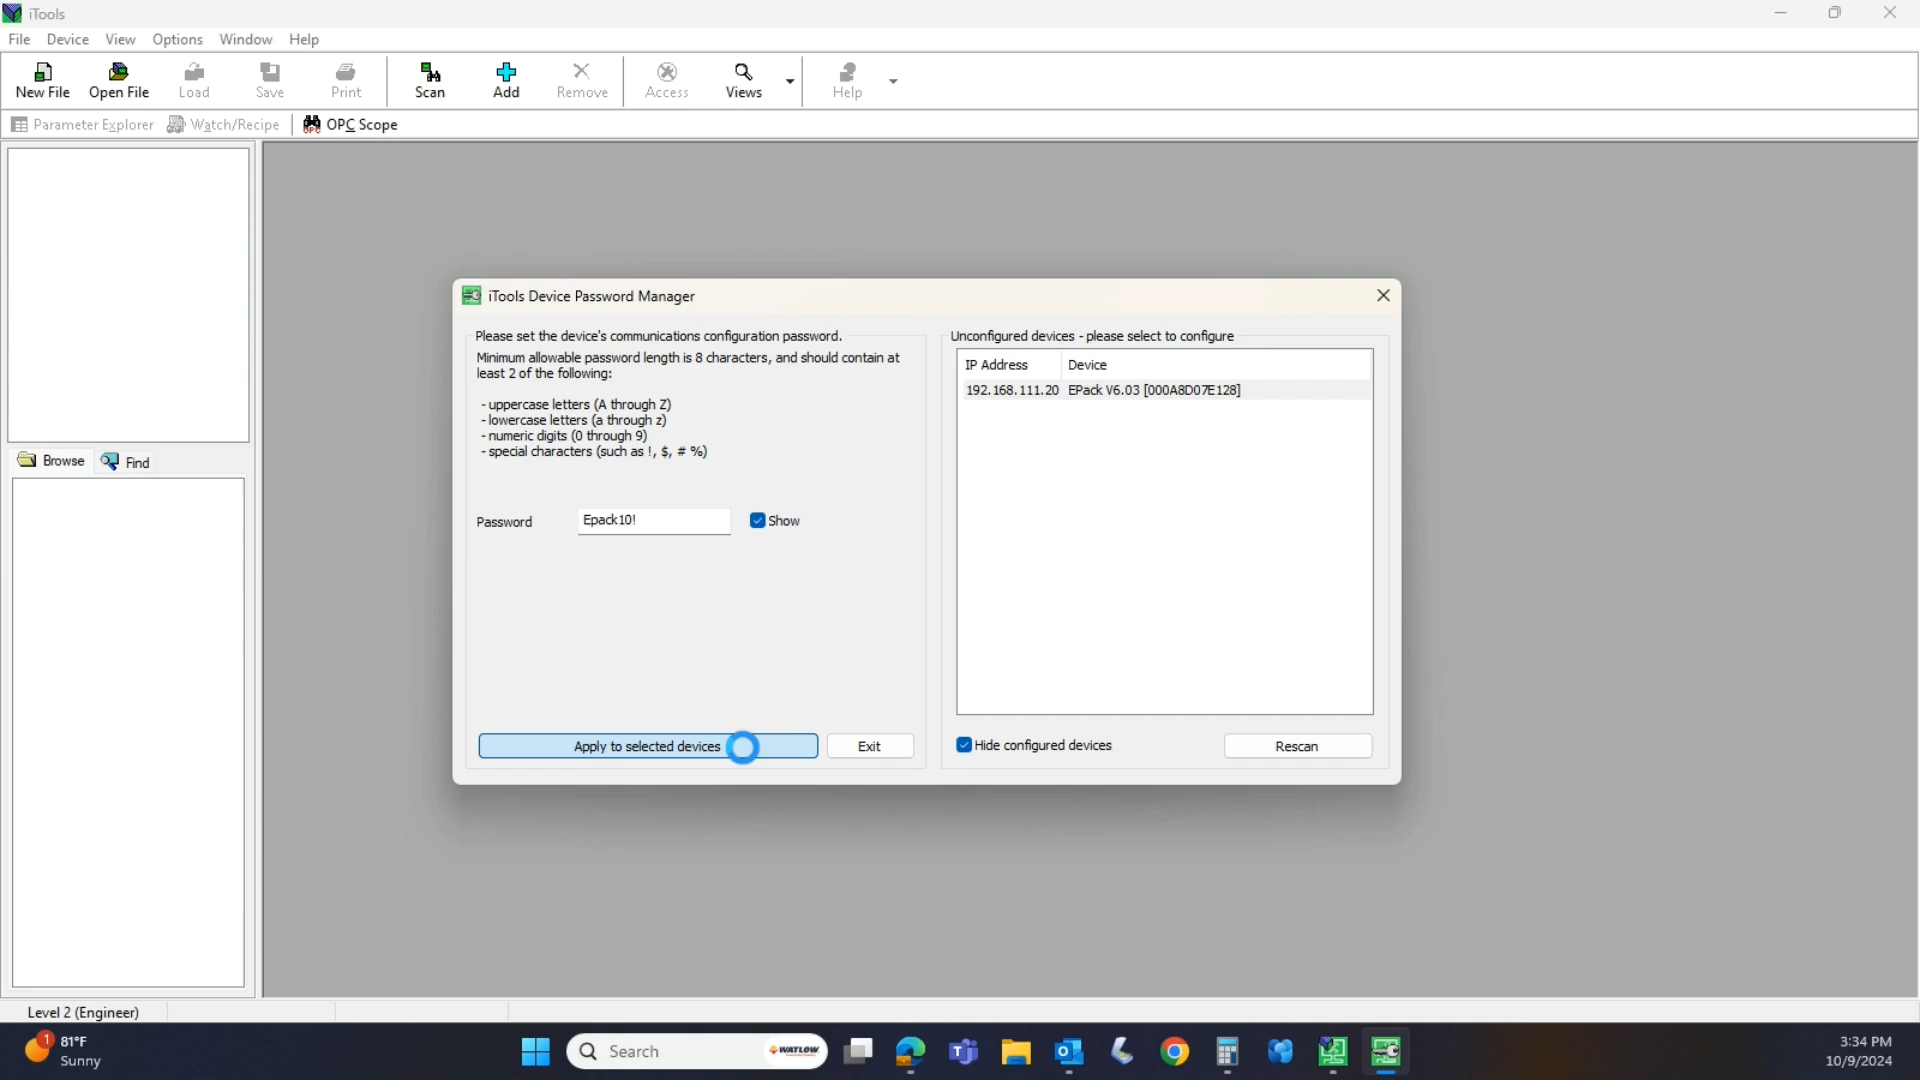 iTools
File Device View Options Window Help
New File Open File Load Save Print Scan Add Remove Access Views Help
Parameter Explorer Watch/Recipe OPC OPC Scope
iTools Device Password Manager
Please set the device's communications configuration password.
Minimum allowable password length is 8 characters, and should contain at
least 2 of the following:
- uppercase letters (A through Z)
- lowercase letters (a through z)
- numeric digits (0 through 9)
- special characters (such as !, $, # %)
Password Epack10! Show
Apply to selected devices Exit
Unconfigured devices - please select to configure
IP Address Device
192.168.111.20 EPack V6.03 [000A8D07E128]
Hide configured devices Rescan
Browse Find
Level 2 (Engineer)
1 81°F
Sunny
Search WATLOW
3:34 PM
10/9/2024